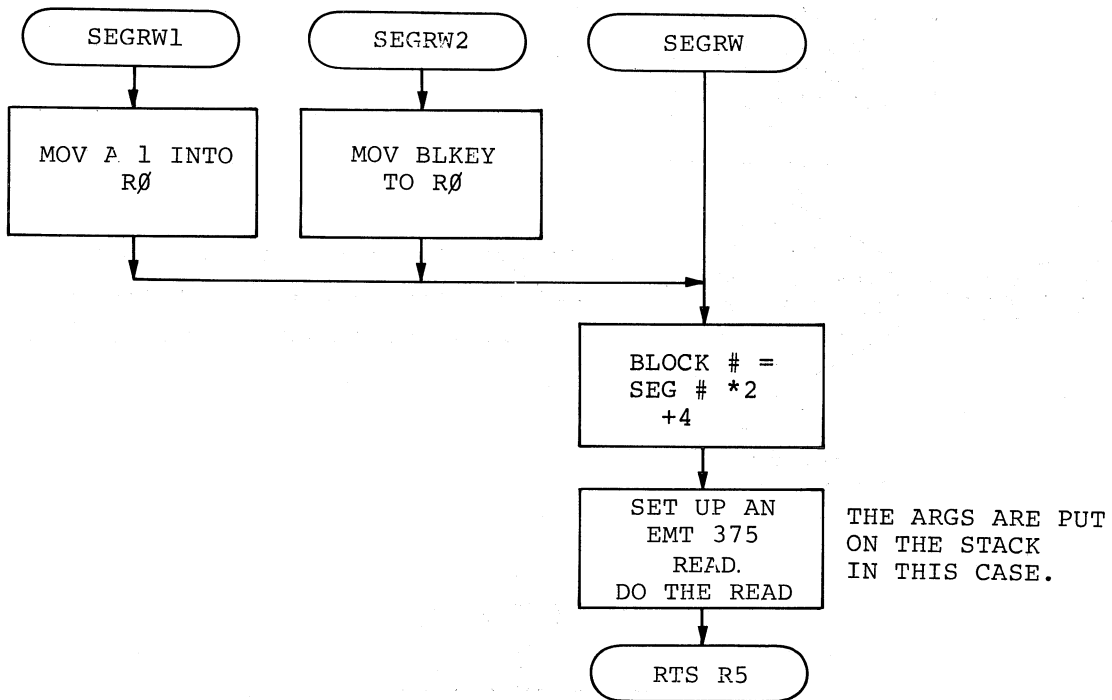 SEGRW1
SEGRW2
SEGRW
MOV A 1 INTO
RØ
MOV BLKEY
TO RØ
BLOCK # =
SEG # *2
+4
SET UP AN
EMT 375
READ.
DO THE READ
THE ARGS ARE PUT
ON THE STACK
IN THIS CASE.
RTS R5